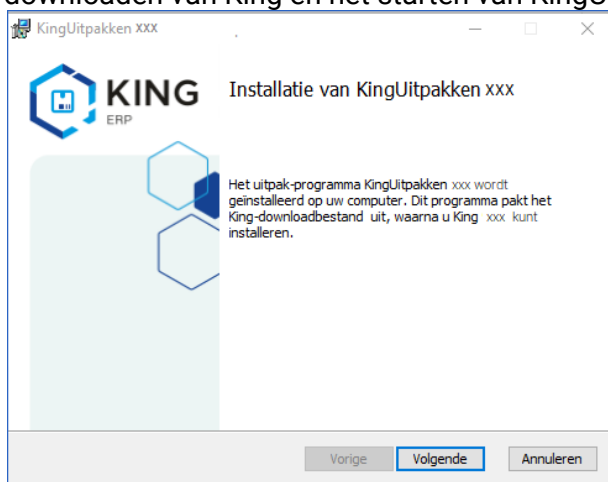 downloaden van King en het starten van KingU
KingUitpakken xxx
KING
ERP
Installatie van KingUitpakken xxx
Het uitpak-programma KingUitpakken xxx wordt
geïnstalleerd op uw computer. Dit programma pakt het
King-downloadbestand uit, waarna u King xxx kunt
installeren.
Vorige
Volgende
Annuleren